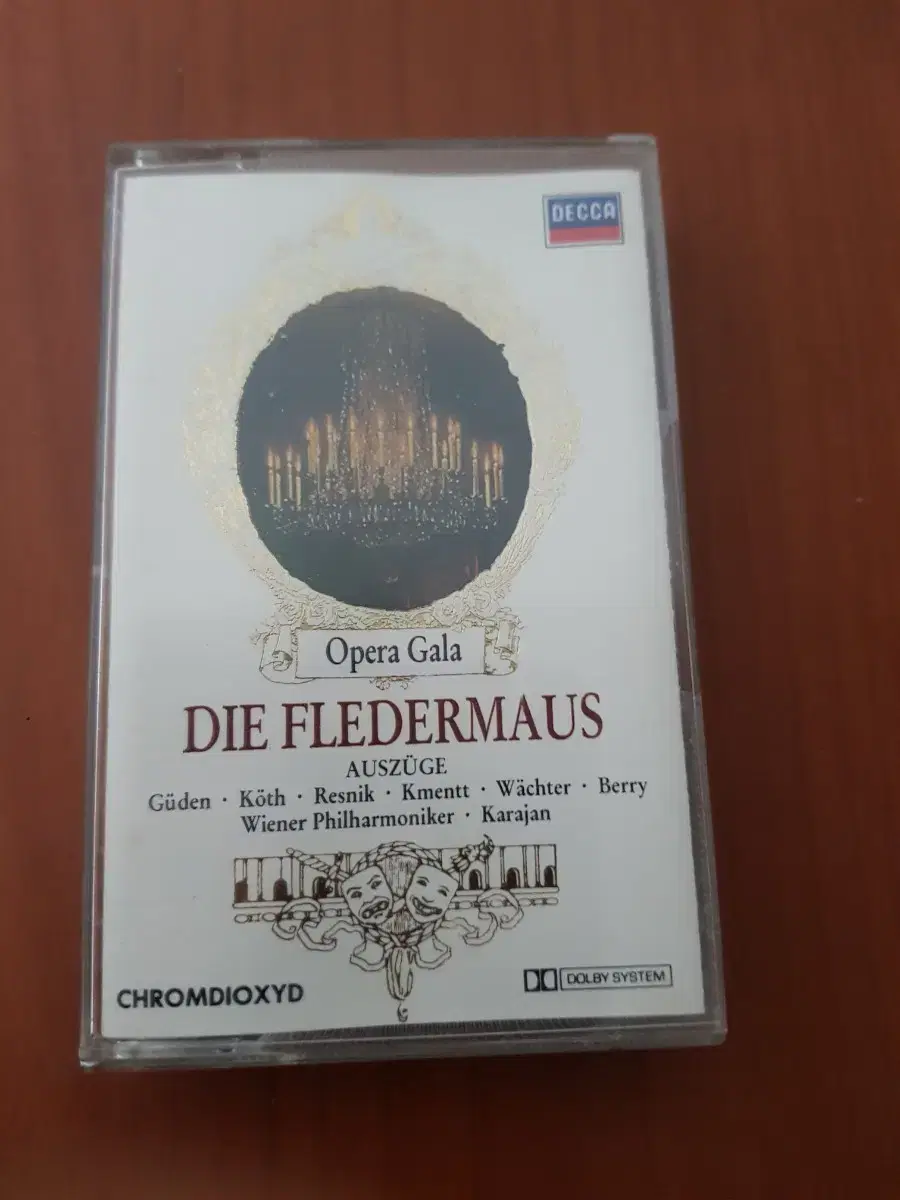 DECCA
Opera Gala
DIE FLEDERMAUS
AUSZÜGE
Güden · Köth · Resnik · Kmentt · Wächter · Berry
Wiener Philharmoniker · Karajan
CHROMDIOXYD
DOLBY SYSTEM